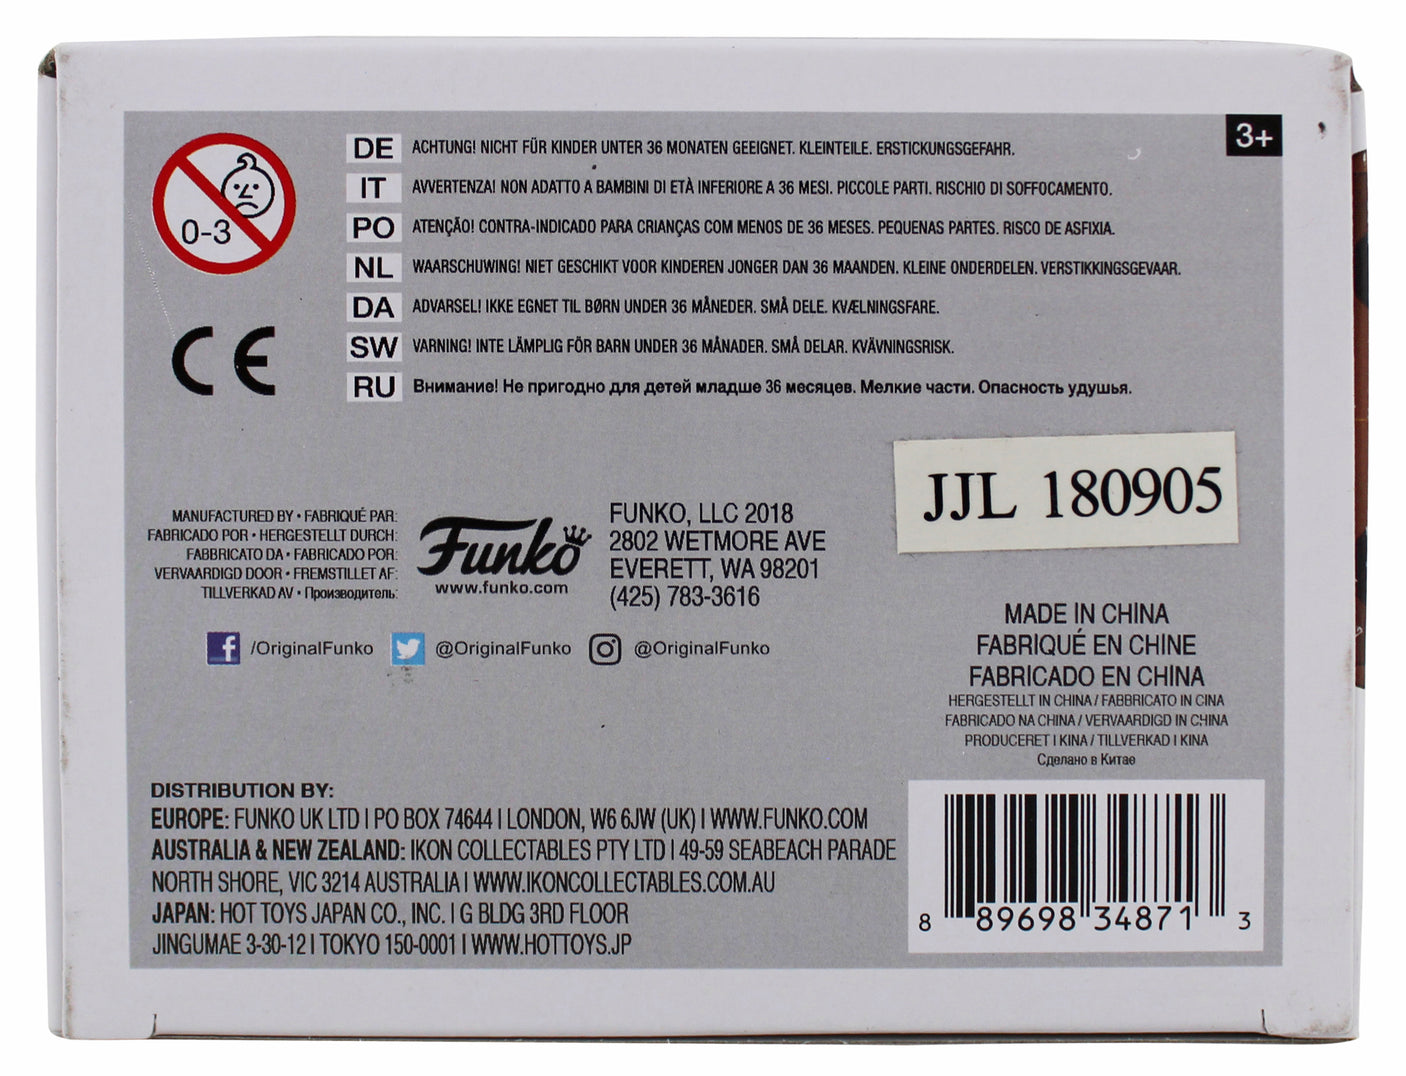 3+
0-3
DE ACHTUNG! NICHT FÜR KINDER UNTER 36 MONATEN GEEIGNET. KLEINTEILE. ERSTICKUNGSGEFAHR.
IT AVVERTENZA! NON ADATTO A BAMBINI DI ETÀ INFERIORE A 36 MESI. PICCOLE PARTI. RISCHIO DI SOFFOCAMENTO.
PO ATENÇÃO! CONTRA-INDICADO PARA CRIANÇAS COM MENOS DE 36 MESES. PEQUENAS PARTES. RISCO DE ASFIXIA.
NL WAARSCHUWING! NIET GESCHIKT VOOR KINDEREN JONGER DAN 36 MAANDEN. KLEINE ONDERDELEN. VERSTIKKINGSGEVAAR.
DA ADVARSEL! IKKE EGNET TIL BØRN UNDER 36 MÅNEDER. SMÅ DELE. KVÆLNINGSFARE.
SW VARNING! INTE LÄMPLIG FÖR BARN UNDER 36 MÅNADER. SMÅ DELAR. KVÄVNINGSRISK.
RU Внимание! Не пригодно для детей младше 36 месяцев. Мелкие части. Опасность удушья.
CE
JJL 180905
MANUFACTURED BY • FABRIQUÉ PAR:
FABRICADO POR • HERGESTELLT DURCH:
FABBRICATO DA • FABRICADO POR:
VERVAARDIGD DOOR • FREMSTILLET AF:
TILLVERKAD AV • Производитель:
Funko
www.funko.com
FUNKO, LLC 2018
2802 WETMORE AVE
EVERETT, WA 98201
(425) 783-3616
f /OriginalFunko @OriginalFunko @OriginalFunko
MADE IN CHINA
FABRIQUÉ EN CHINE
FABRICADO EN CHINA
HERGESTELLT IN CHINA / FABBRICATO IN CINA
FABRICADO NA CHINA / VERVAARDIGD IN CHINA
PRODUCERET I KINA / TILLVERKAD I KINA
Сделано в Китае
DISTRIBUTION BY:
EUROPE: FUNKO UK LTD | PO BOX 74644 | LONDON, W6 6JW (UK) | WWW.FUNKO.COM
AUSTRALIA & NEW ZEALAND: IKON COLLECTABLES PTY LTD | 49-59 SEABEACH PARADE
NORTH SHORE, VIC 3214 AUSTRALIA | WWW.IKONCOLLECTABLES.COM.AU
JAPAN: HOT TOYS JAPAN CO., INC. | G BLDG 3RD FLOOR
JINGUMAE 3-30-12 | TOKYO 150-0001 | WWW.HOTTOYS.JP
8 89698 34871 3